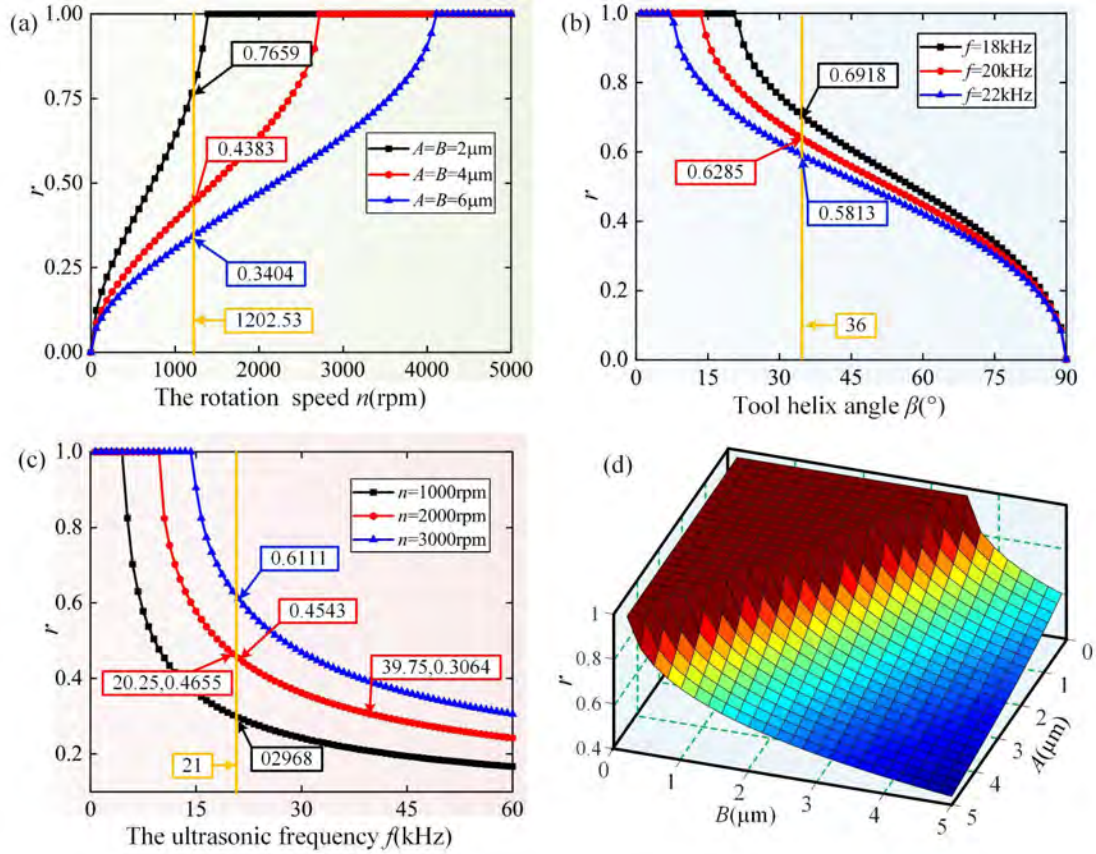 (a)
1.00
0.75
0.50
0.25
0.00
r
0.7659
0.4383
0.3404
1202.53
A=B=2μm
A=B=4μm
A=B=6μm
0
1000
2000
3000
4000
5000
The rotation speed n(rpm)
(b)
1.0
0.8
0.6
0.4
0.2
0.0
r
f=18kHz
f=20kHz
f=22kHz
0.6918
0.6285
0.5813
36
0
15
30
45
60
75
90
Tool helix angle β(°)
(c)
1.0
0.8
0.6
0.4
0.2
r
n=1000rpm
n=2000rpm
n=3000rpm
0.6111
0.4543
20.25,0.4655
39.75,0.3064
21
02968
0
15
30
45
60
The ultrasonic frequency f(kHz)
(d)
1
0.8
0.6
0.4
r
0
1
2
3
4
5
B(μm)
0
1
2
3
4
5
A(μm)